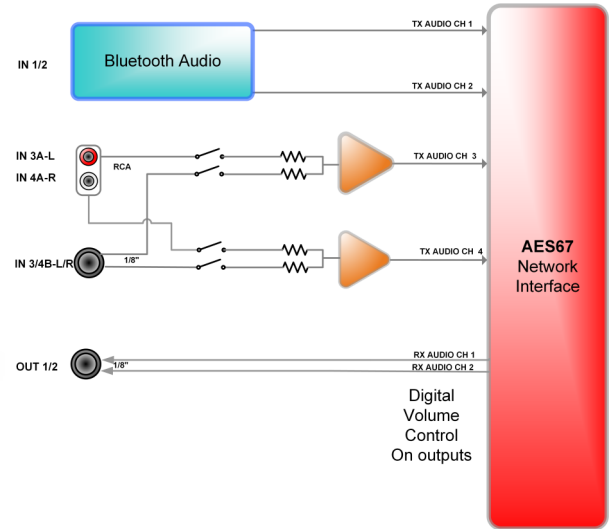 TX AUDIO CH 1
Bluetooth Audio
IN 1/2
TX AUDIO CH 2
IN 3A-L
RCA
TX AUDIO CH 3
IN 4A-R
TX AUDIO CH 4
IN 3/4B-L/R
1/8"
AES67
Network
Interface
RX AUDIO CH 1
OUT 1/2
1/8"
RX AUDIO CH 2
Digital
Volume
Control
On outputs